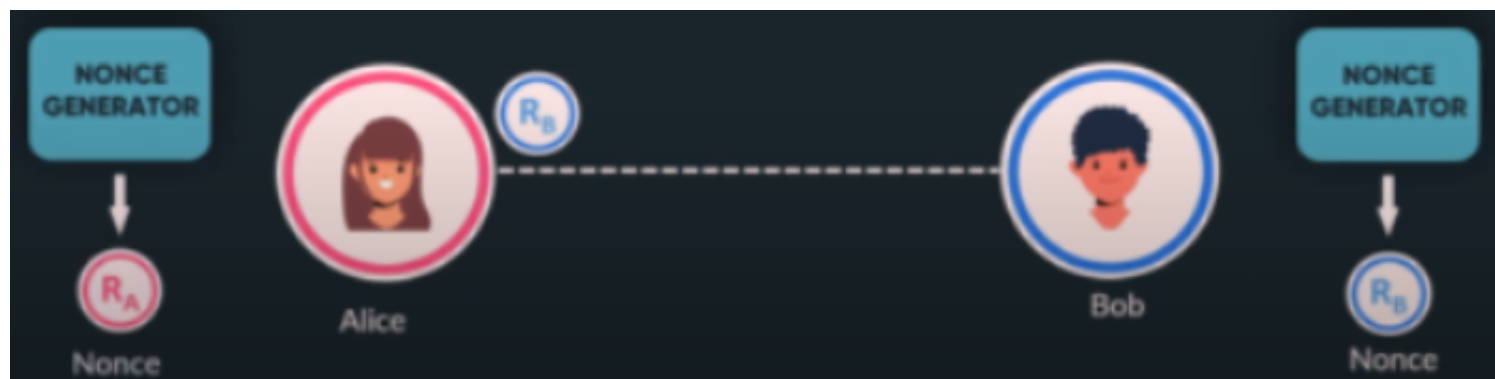 NONCE
GENERATOR
R_A
Nonce
Alice
R_B
Bob
NONCE
GENERATOR
R_B
Nonce